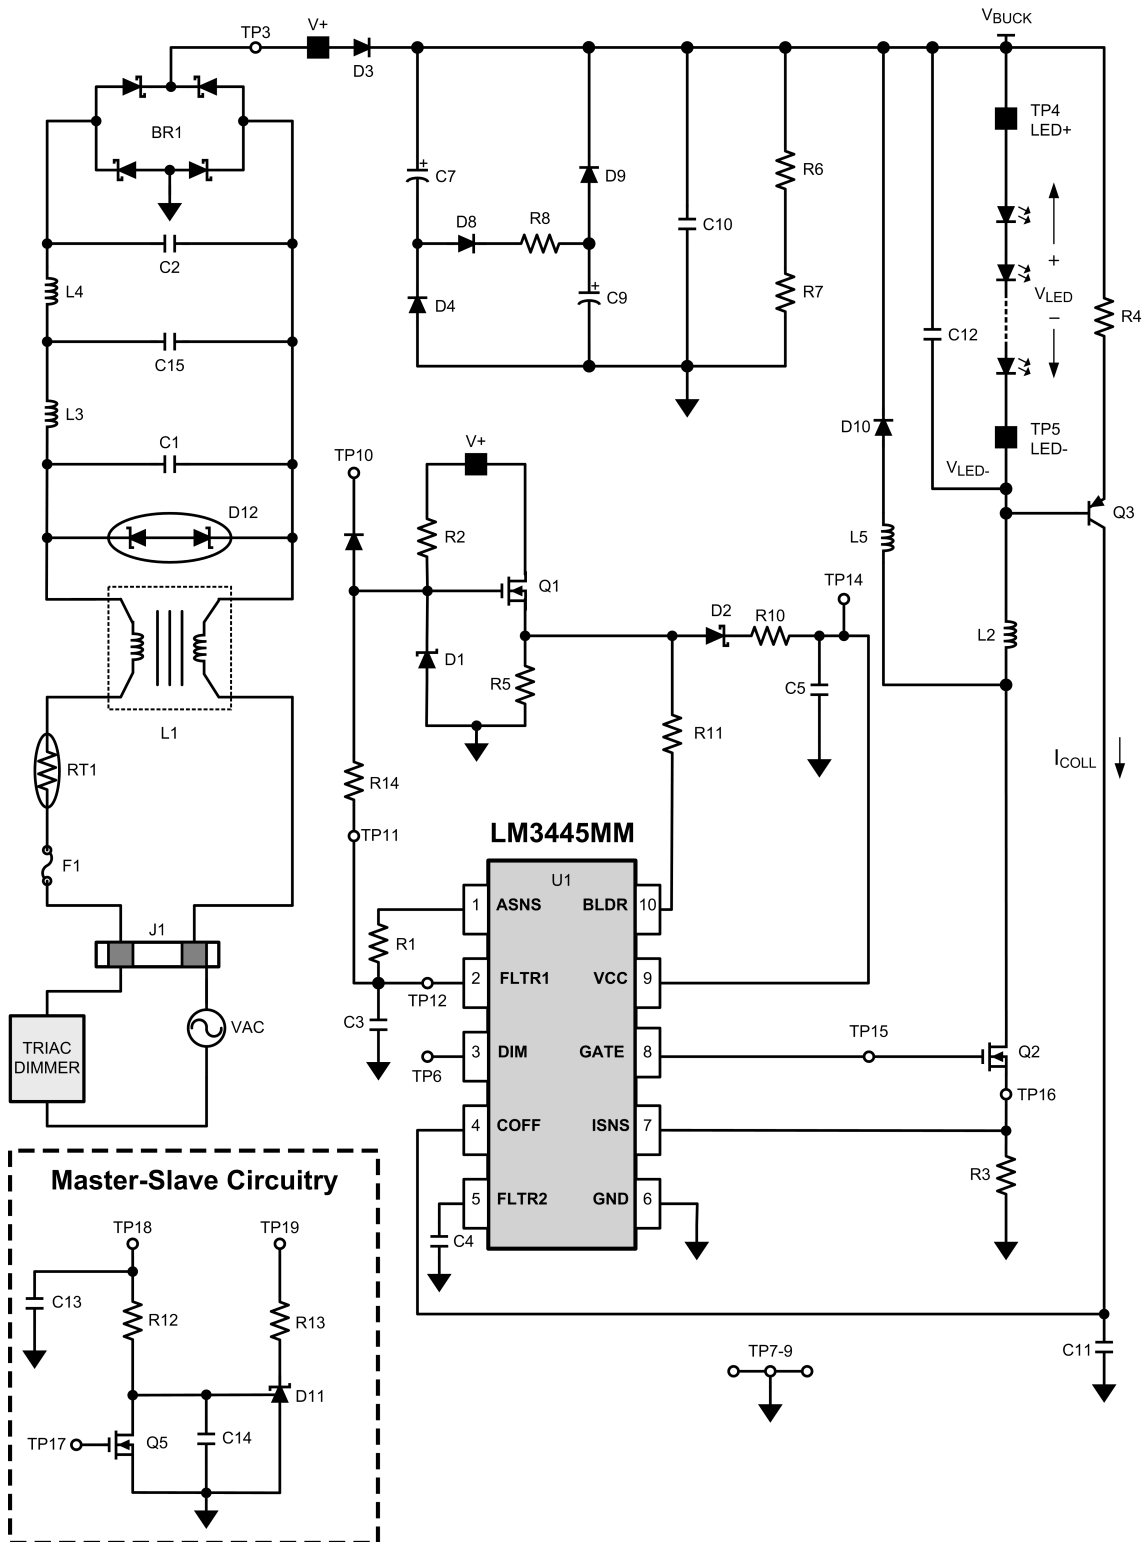 TP3
V+
D3
VBUCK
BR1
TP4
LED+
C7
D9
R6
D8
R8
C10
C2
+
L4
D4
C9
R7
VLED
R4
–
C12
C15
L3
D10
TP5
LED-
C1
TP10
V+
VLED-
D12
Q3
R2
L5
Q1
TP14
D2
R10
L2
D1
R5
C5
L1
R11
RT1
R14
ICOLL
TP11
LM3445MM
F1
U1
1 ASNS
BLDR 10
J1
R1
2 FLTR1
VCC 9
TP12
C3
VAC
TRIAC
DIMMER
3 DIM
GATE 8
TP15
Q2
TP6
TP16
4 COFF
ISNS 7
R3
Master-Slave Circuitry
5 FLTR2
GND 6
TP18
TP19
C4
C13
R12
R13
TP7-9
C11
D11
TP17
Q5
C14